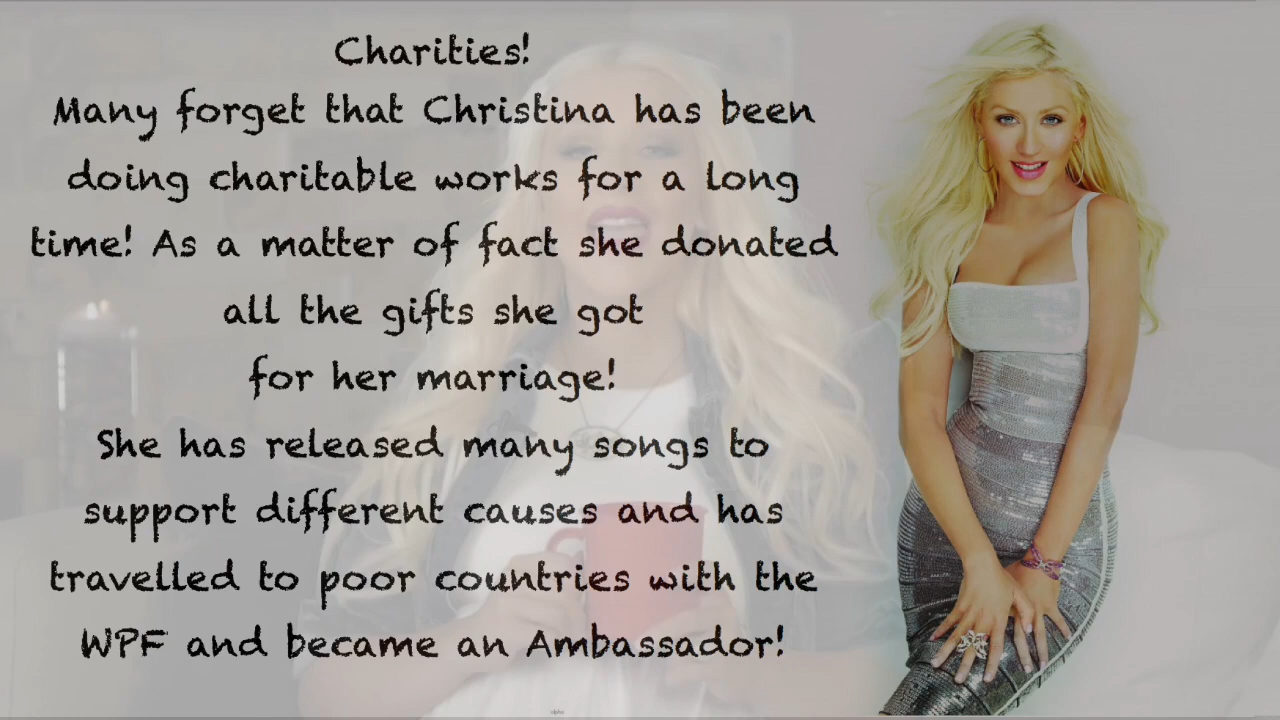 Charities!
Many forget that Christina has been
doing charitable works for a long
time! As a matter of fact she donated
all the gifts she got
for her marriage!
She has released many songs to
support different causes and has
travelled to poor countries with the
WPF and became an Ambassador!